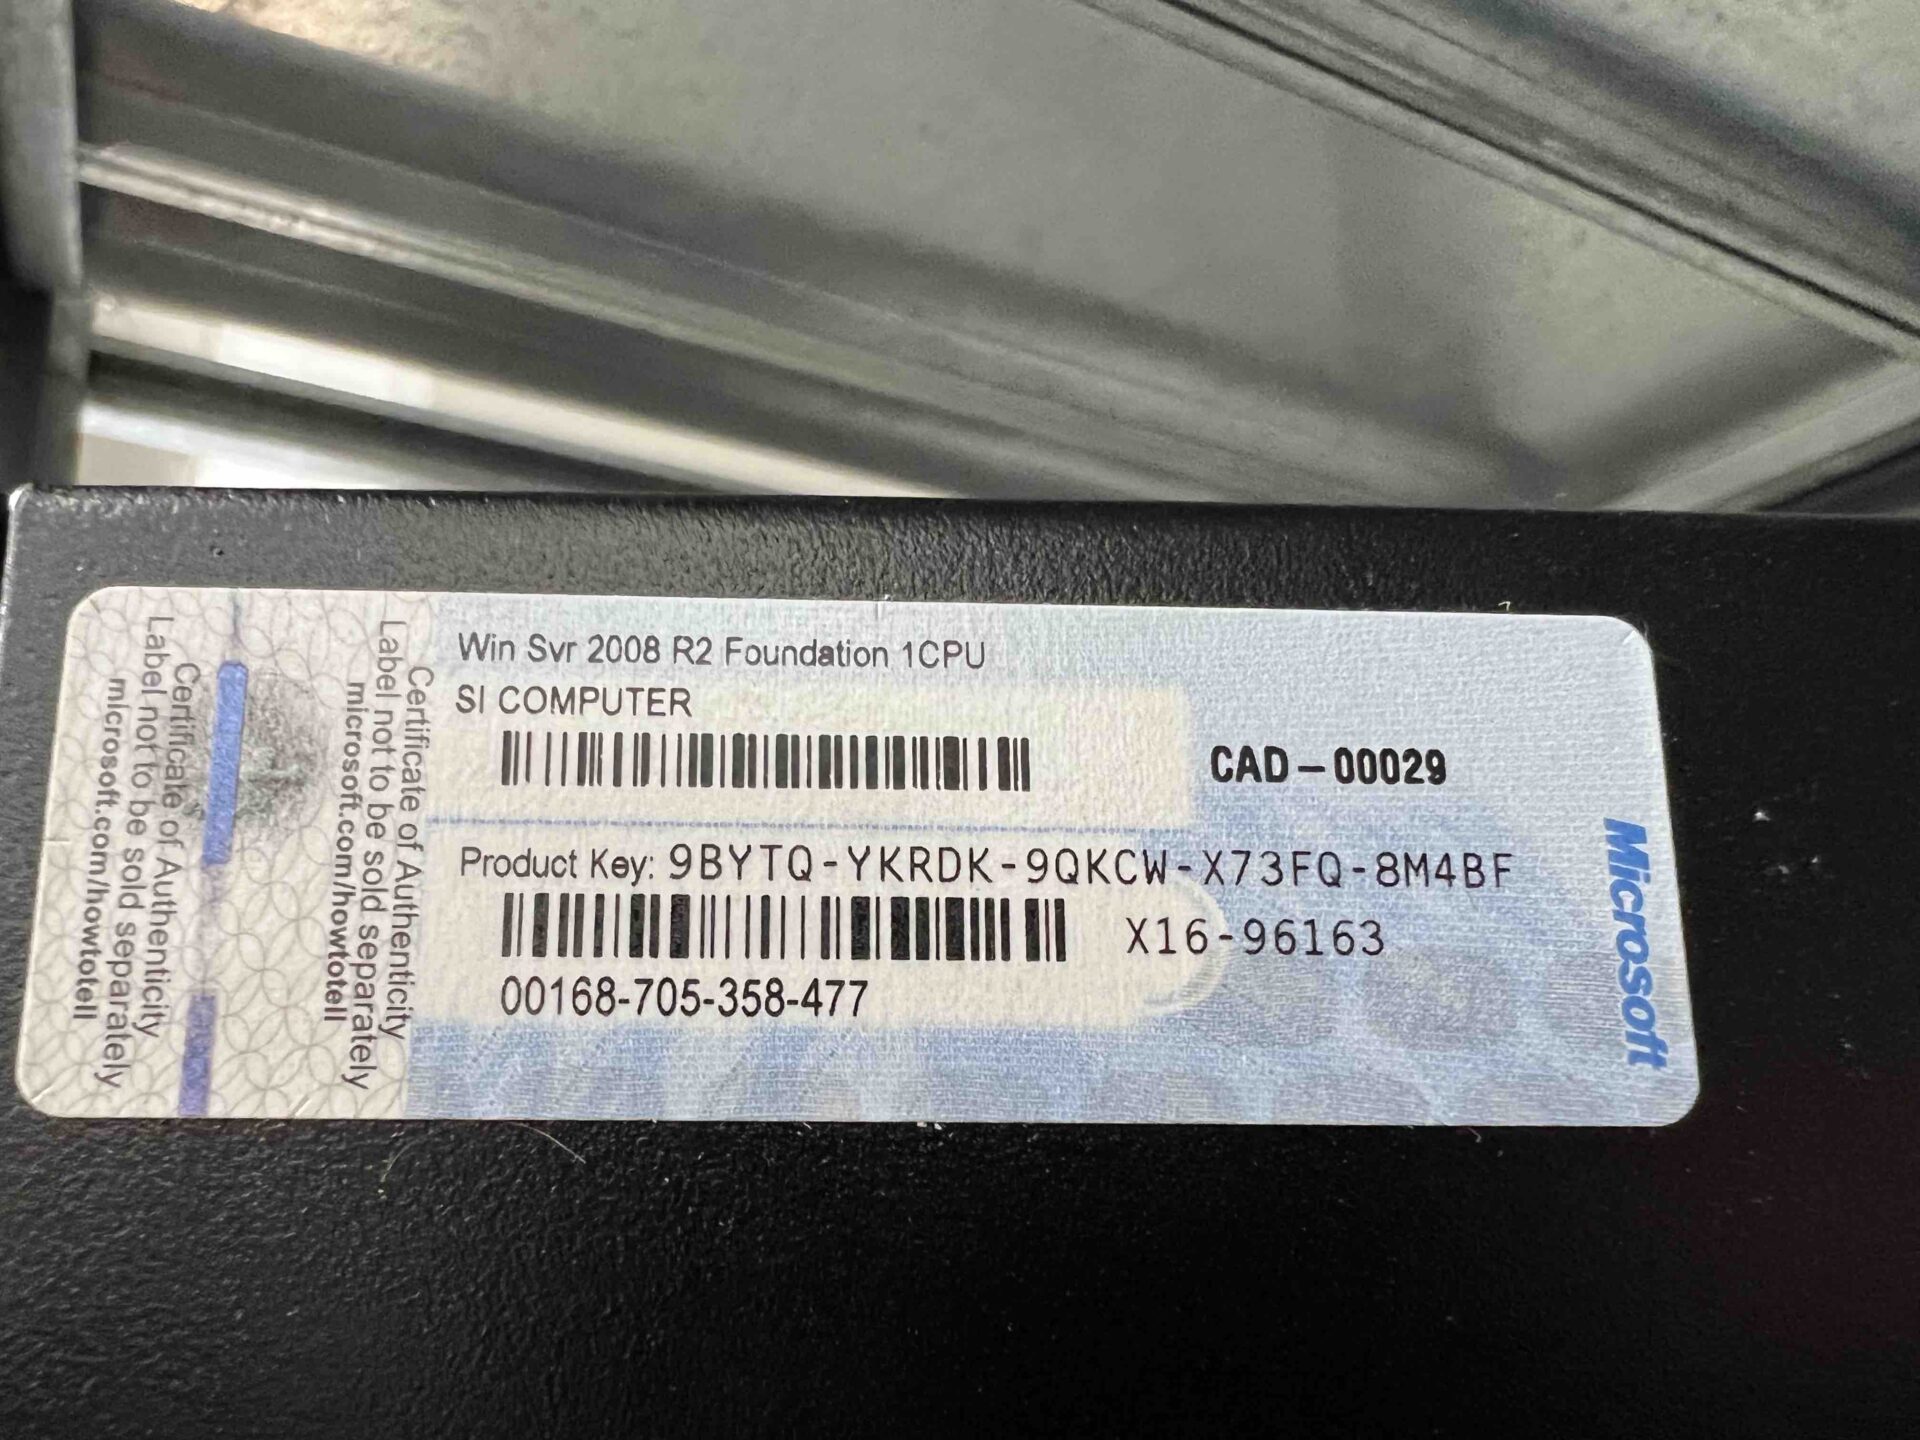 Win Svr 2008 R2 Foundation 1CPU
SI COMPUTER
CAD-00029
Product Key: 9BYTQ-YKRDK-9QKCW-X73FQ-8M4BF
X16-96163
00168-705-358-477
Microsoft
Certificate of Authenticity
Label not to be sold separately
microsoft.com/howtotell
Certificate of Authenticity
Label not to be sold separately
microsoft.com/howtotell